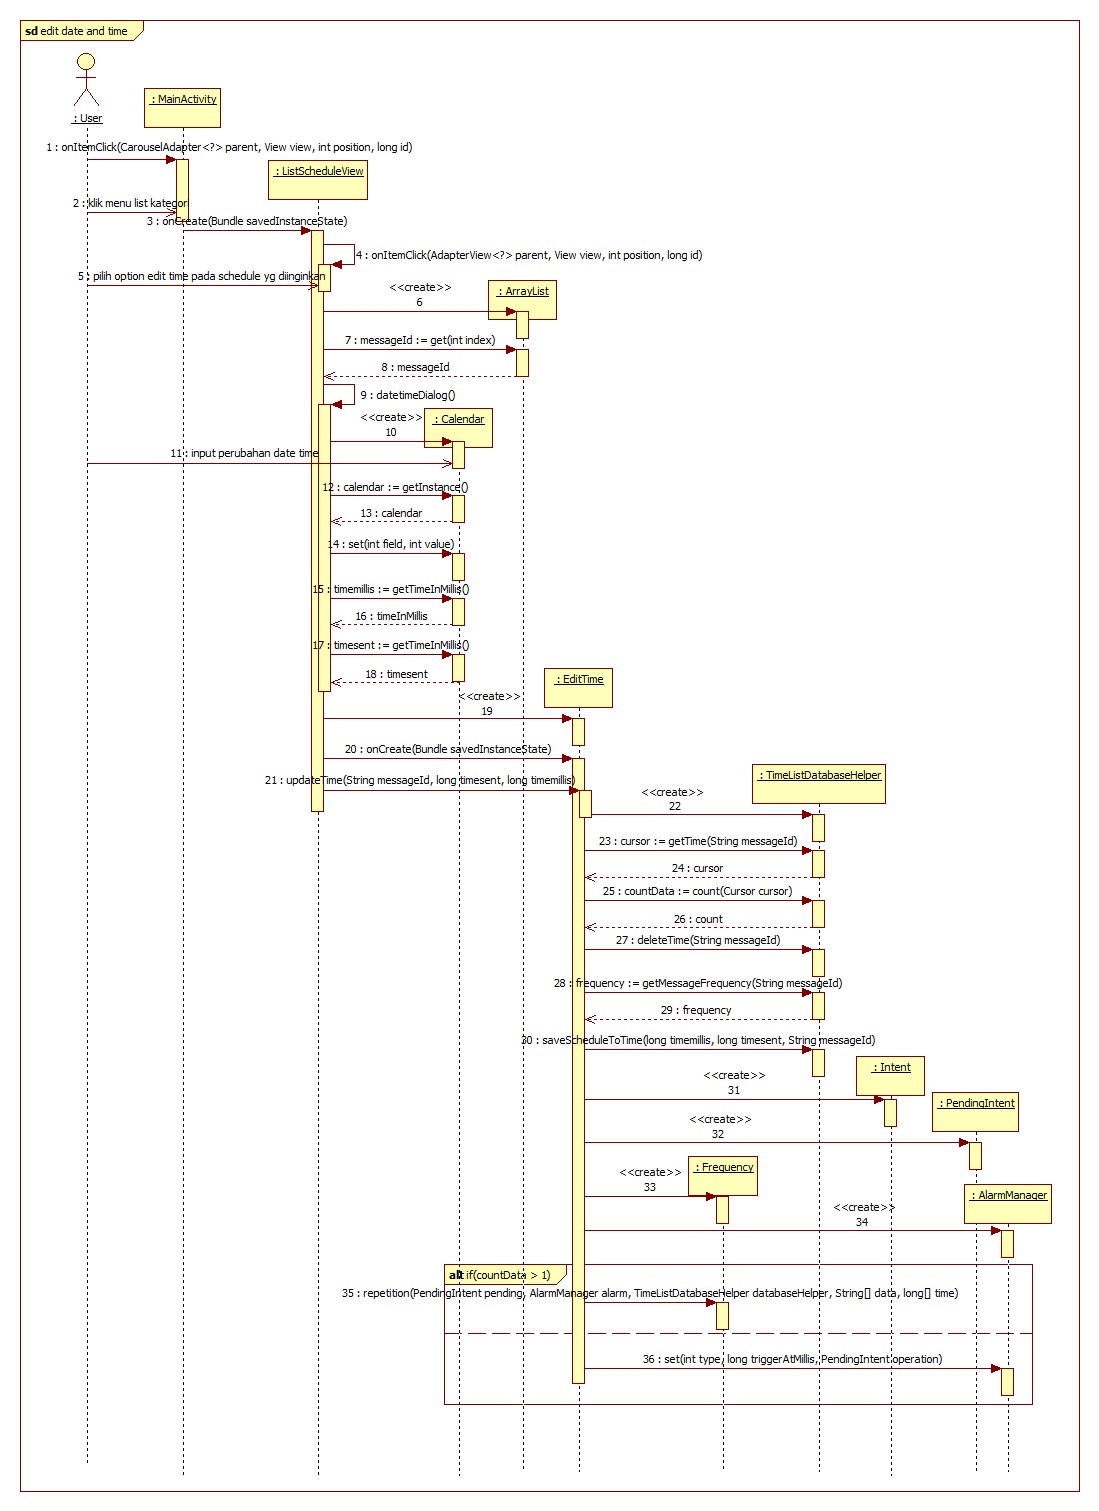 sd edit date and time
: User
: MainActivity
1 : onItemClick(CarouselAdapter<?> parent, View view, int position, long id)
: ListScheduleView
2 : klik menu list kategori
3 : onCreate(Bundle savedInstanceState)
4 : onItemClick(AdapterView<?> parent, View view, int position, long id)
5 : pilih option edit time pada schedule yg diinginkan
<<create>>
6
: ArrayList
7 : messageId := get(int index)
8 : messageId
9 : datetimeDialog()
<<create>>
10
: Calendar
11 : input perubahan date time
12 : calendar := getInstance()
13 : calendar
14 : set(int field, int value)
15 : timemillis := getTimeInMillis()
16 : timeInMillis
17 : timesent := getTimeInMillis()
18 : timesent
: EditTime
<<create>>
19
20 : onCreate(Bundle savedInstanceState)
21 : updateTime(String messageId, long timesent, long timemillis)
: TimeListDatabaseHelper
<<create>>
22
23 : cursor := getTime(String messageId)
24 : cursor
25 : countData := count(Cursor cursor)
26 : count
27 : deleteTime(String messageId)
28 : frequency := getMessageFrequency(String messageId)
29 : frequency
30 : saveScheduleToTime(long timemillis, long timesent, String messageId)
: Intent
<<create>>
31
: PendingIntent
<<create>>
32
: Frequency
<<create>>
33
: AlarmManager
<<create>>
34
alt if(countData > 1)
35 : repetition(PendingIntent pending, AlarmManager alarm, TimeListDatabaseHelper databaseHelper, String[] data, long[] time)
36 : set(int type, long triggerAtMillis, PendingIntent operation)